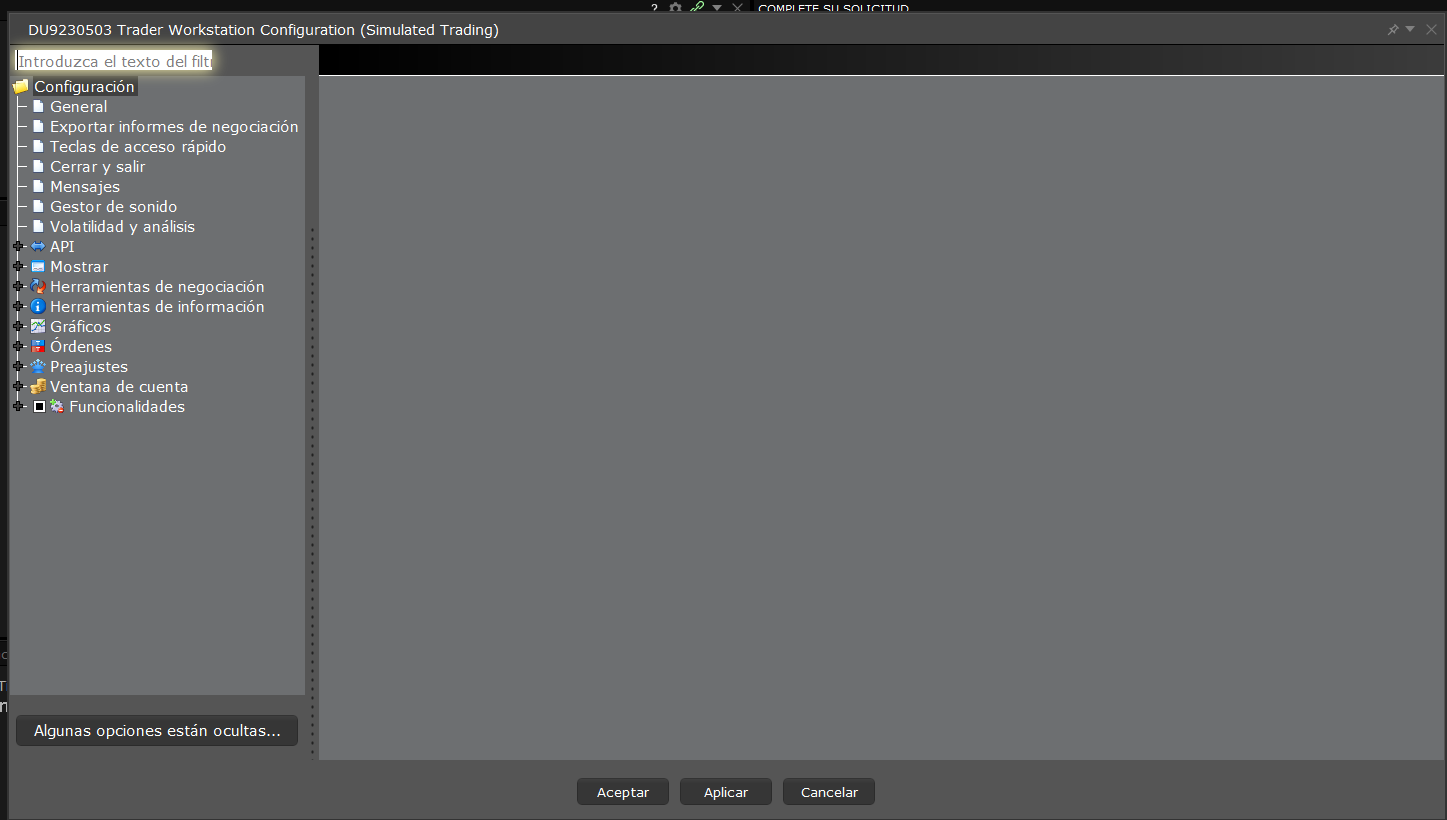 COMPLETE SU SOLICITUD
DU9230503 Trader Workstation Configuration (Simulated Trading)
Introduzca el texto del filtr
Configuración
General
Exportar informes de negociación
Teclas de acceso rápido
Cerrar y salir
Mensajes
Gestor de sonido
Volatilidad y análisis
API
Mostrar
Herramientas de negociación
Herramientas de información
Gráficos
Órdenes
Preajustes
Ventana de cuenta
Funcionalidades
Algunas opciones están ocultas...
Aceptar
Aplicar
Cancelar